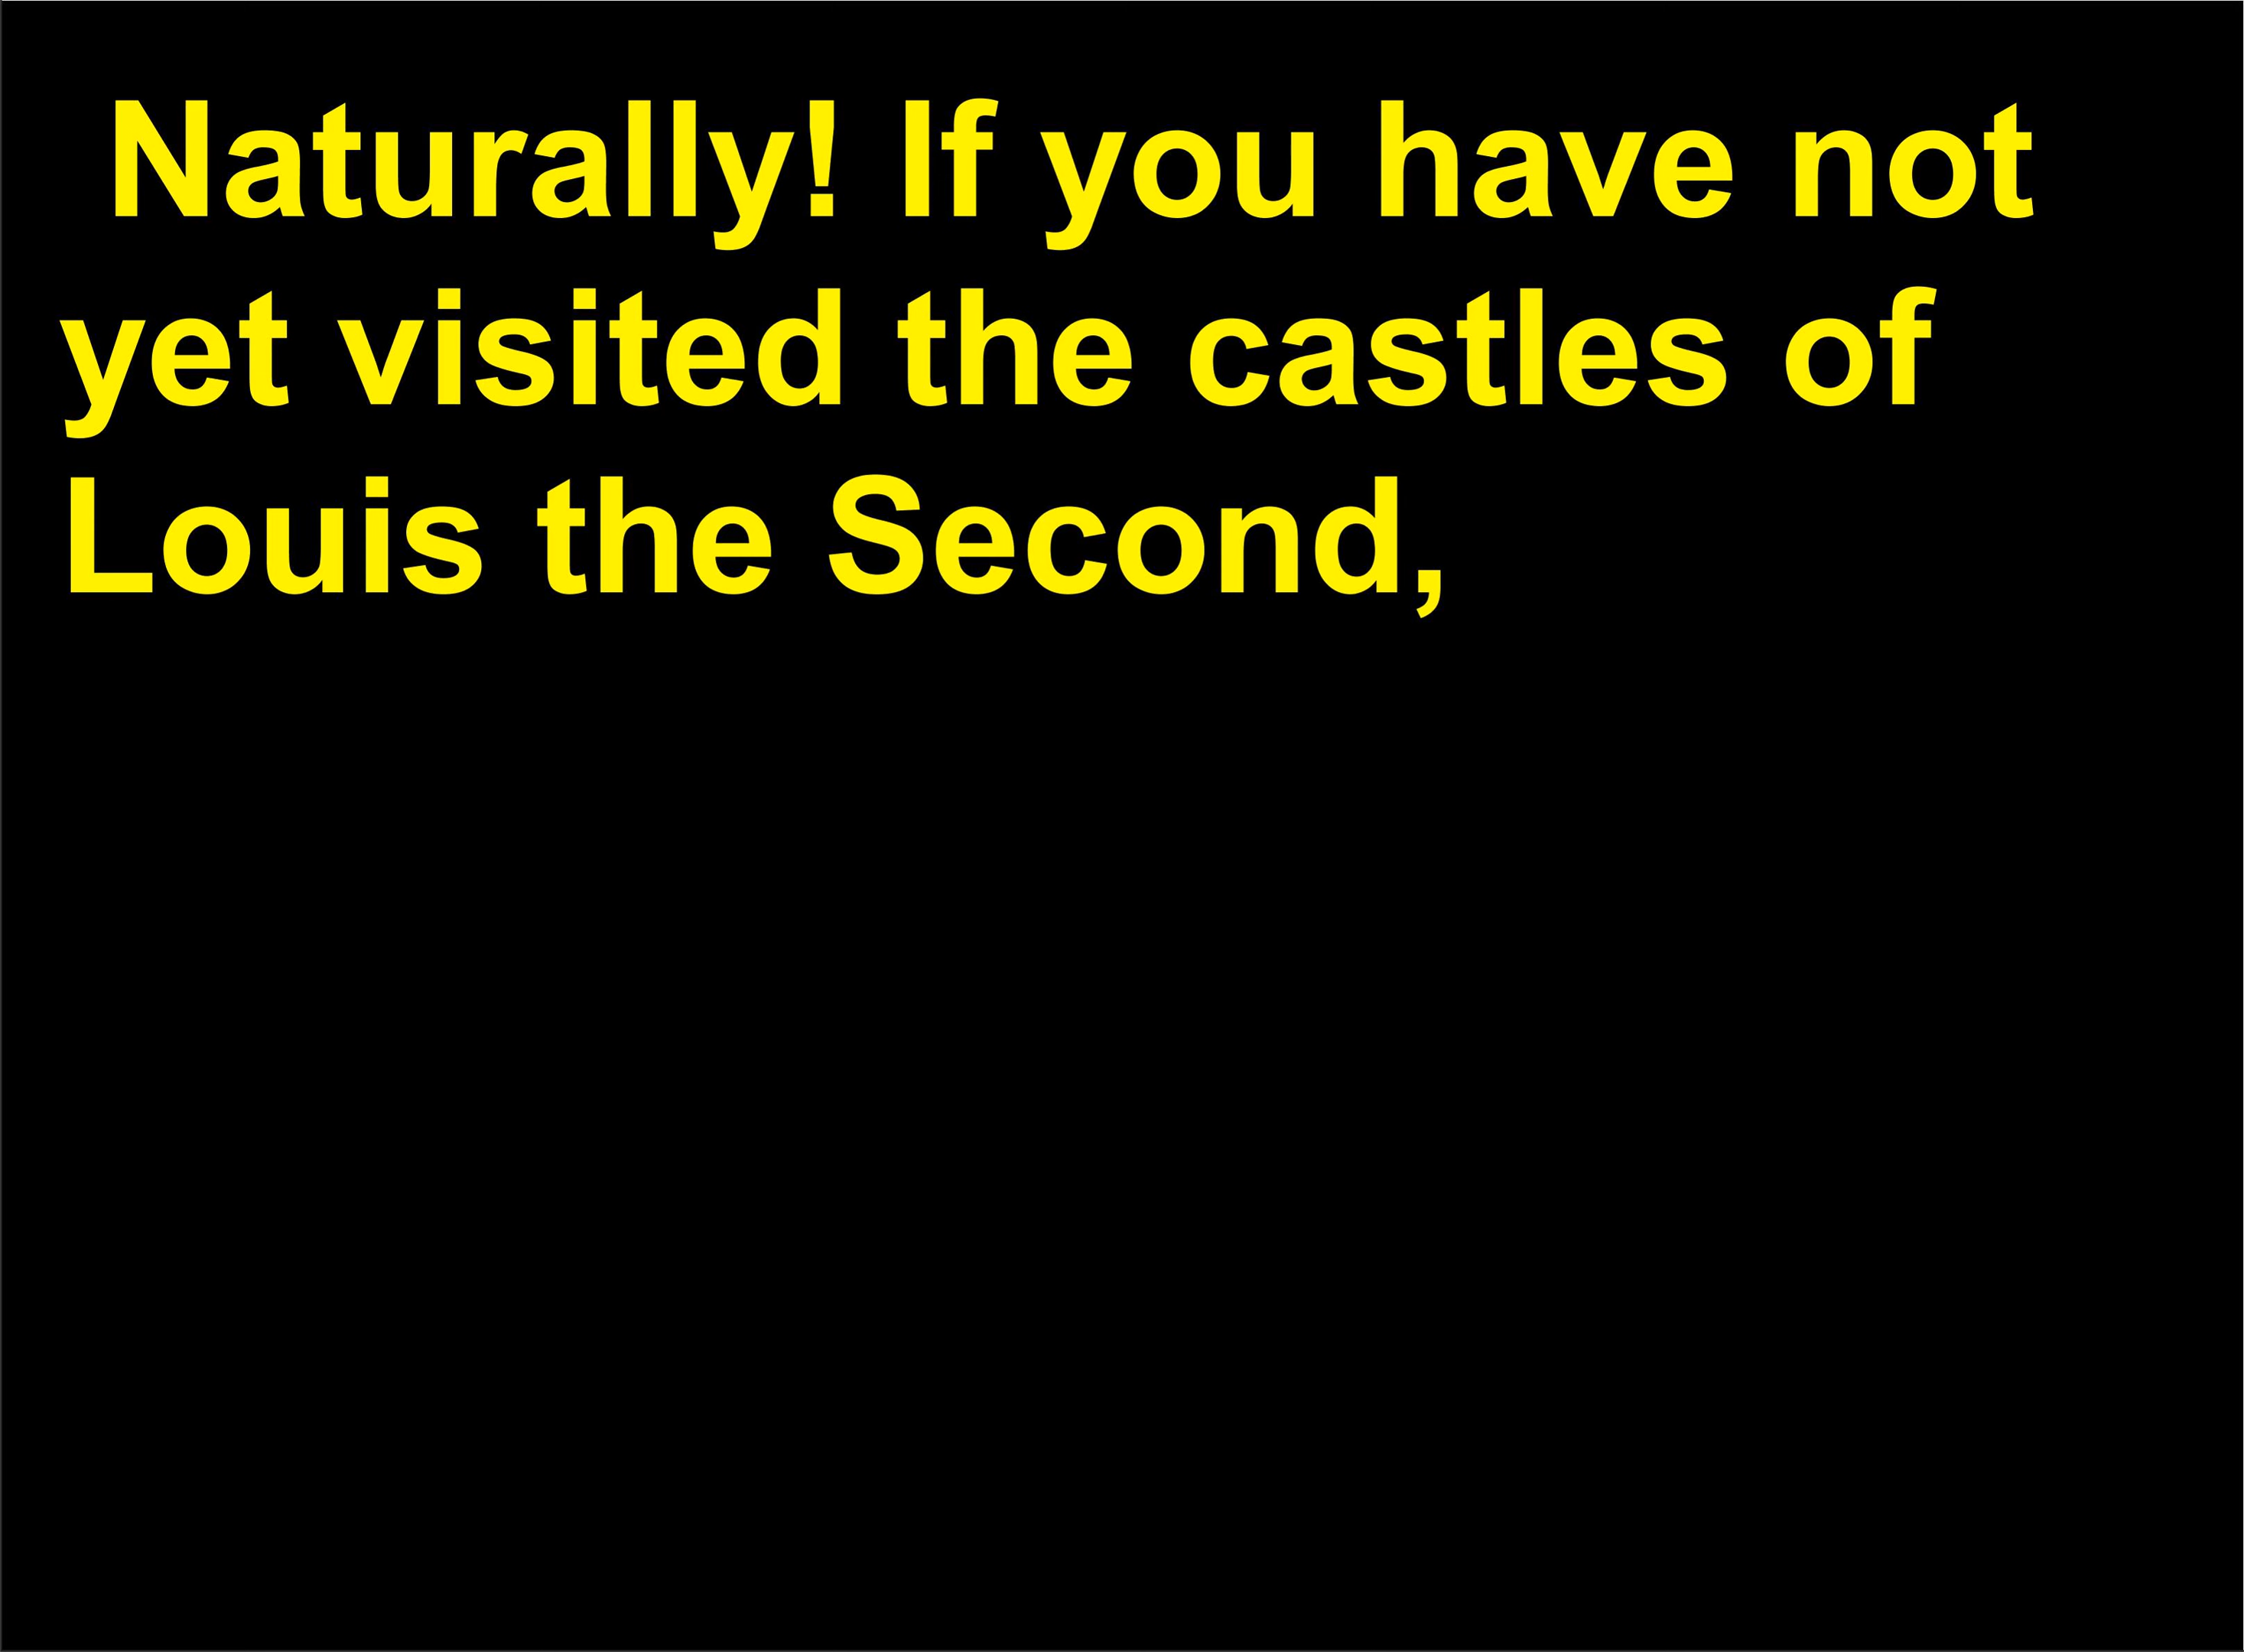 Naturally! If you have not
yet visited the castles of
Louis the Second,